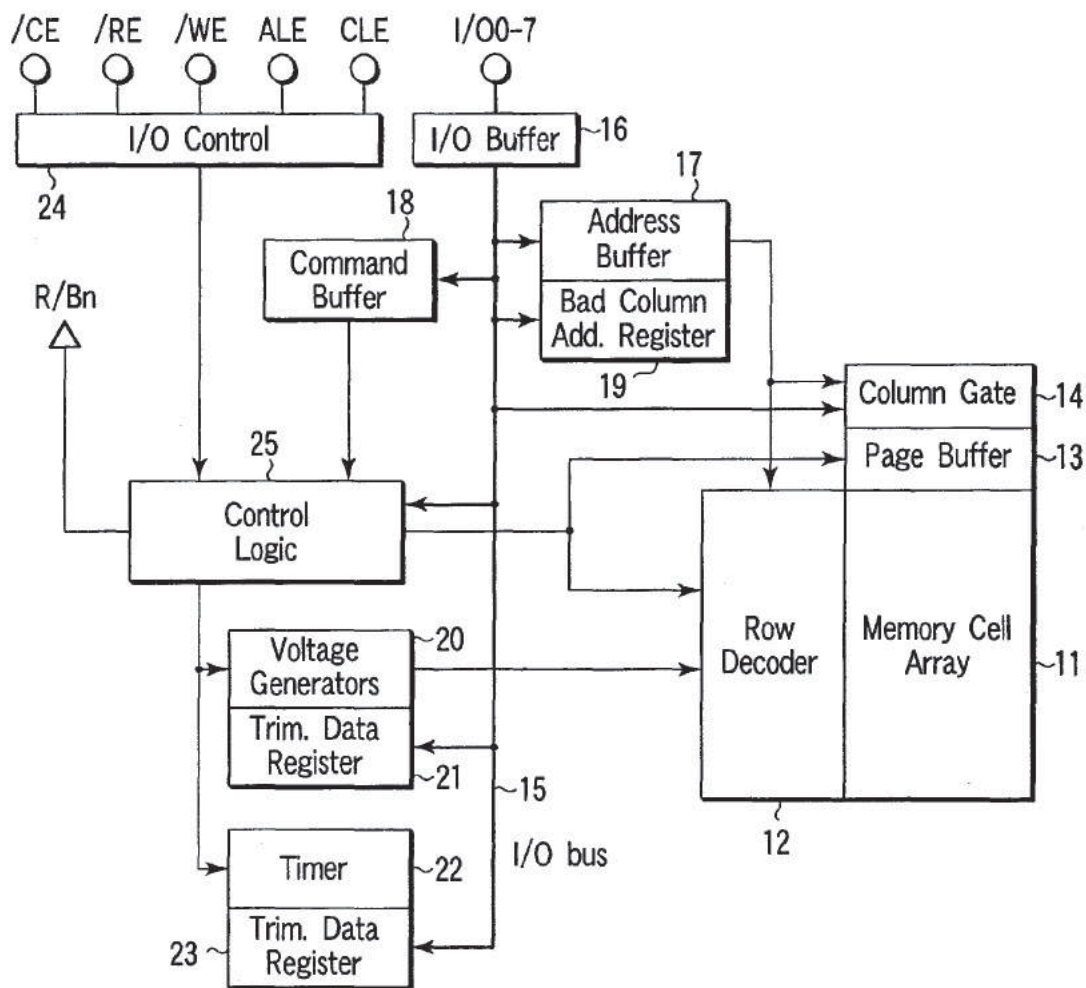 /CE /RE /WE ALE CLE I/O0-7
I/O Control
24
I/O Buffer
16
17
Address
Buffer
Bad Column
Add. Register
19
18
Command
Buffer
R/Bn
25
Control
Logic
Column Gate
14
Page Buffer
13
Row
Decoder
12
Memory Cell
Array
11
20
Voltage
Generators
Trim. Data
Register
21
15
I/O bus
Timer
22
Trim. Data
Register
23